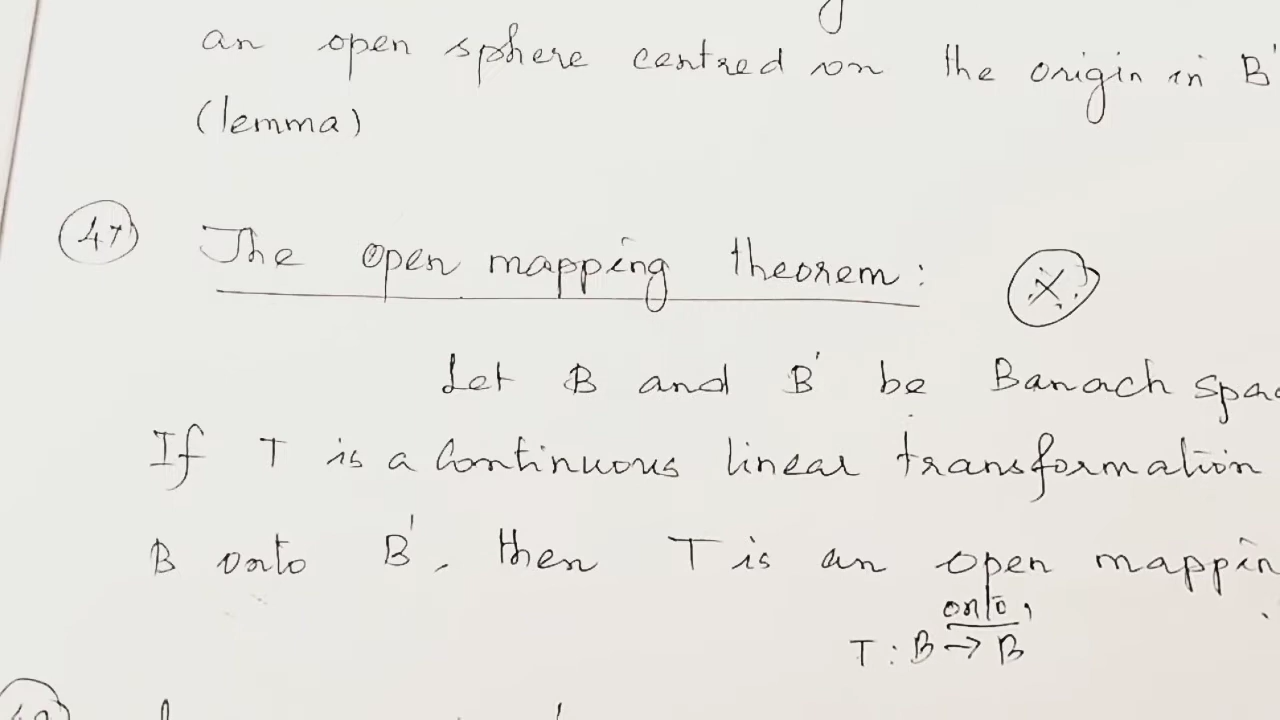 an open sphere centred on the origin in B'
(lemma)
47 The open mapping theorem:
Let B and B' be Banach spac
If T is a continuous linear transformation
B onto B', then T is an open mappin
onto
T : B → B'